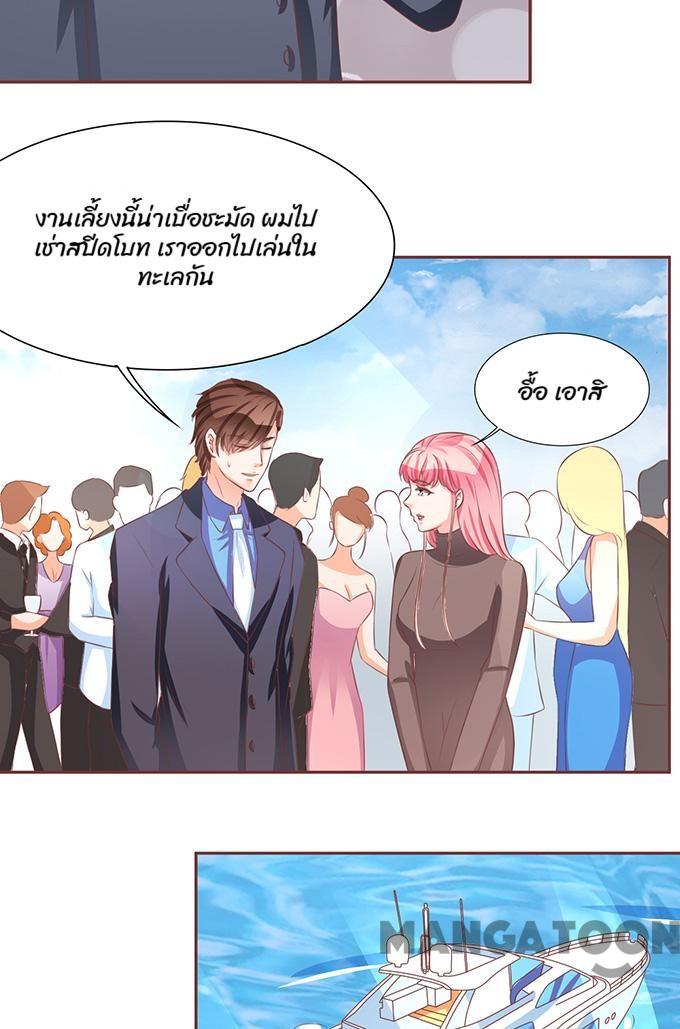 งานเลี้ยงนี้น่าเบื่อชะมัด ผมไป
เช่าสปีดโบท เราออกไปเล่นใน
ทะเลกัน
อื้อ เอาสิ
MANGATOON